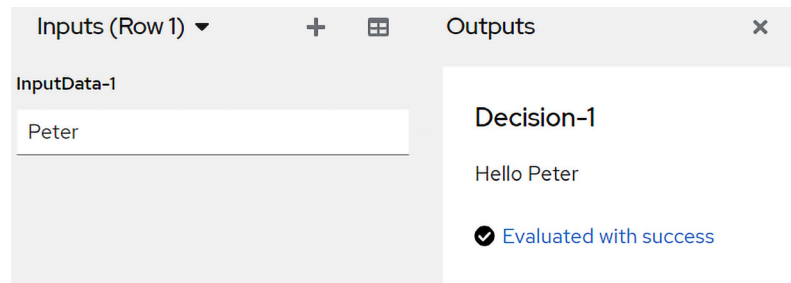 Inputs (Row 1)
Outputs
InputData-1
Peter
Decision-1
Hello Peter
Evaluated with success